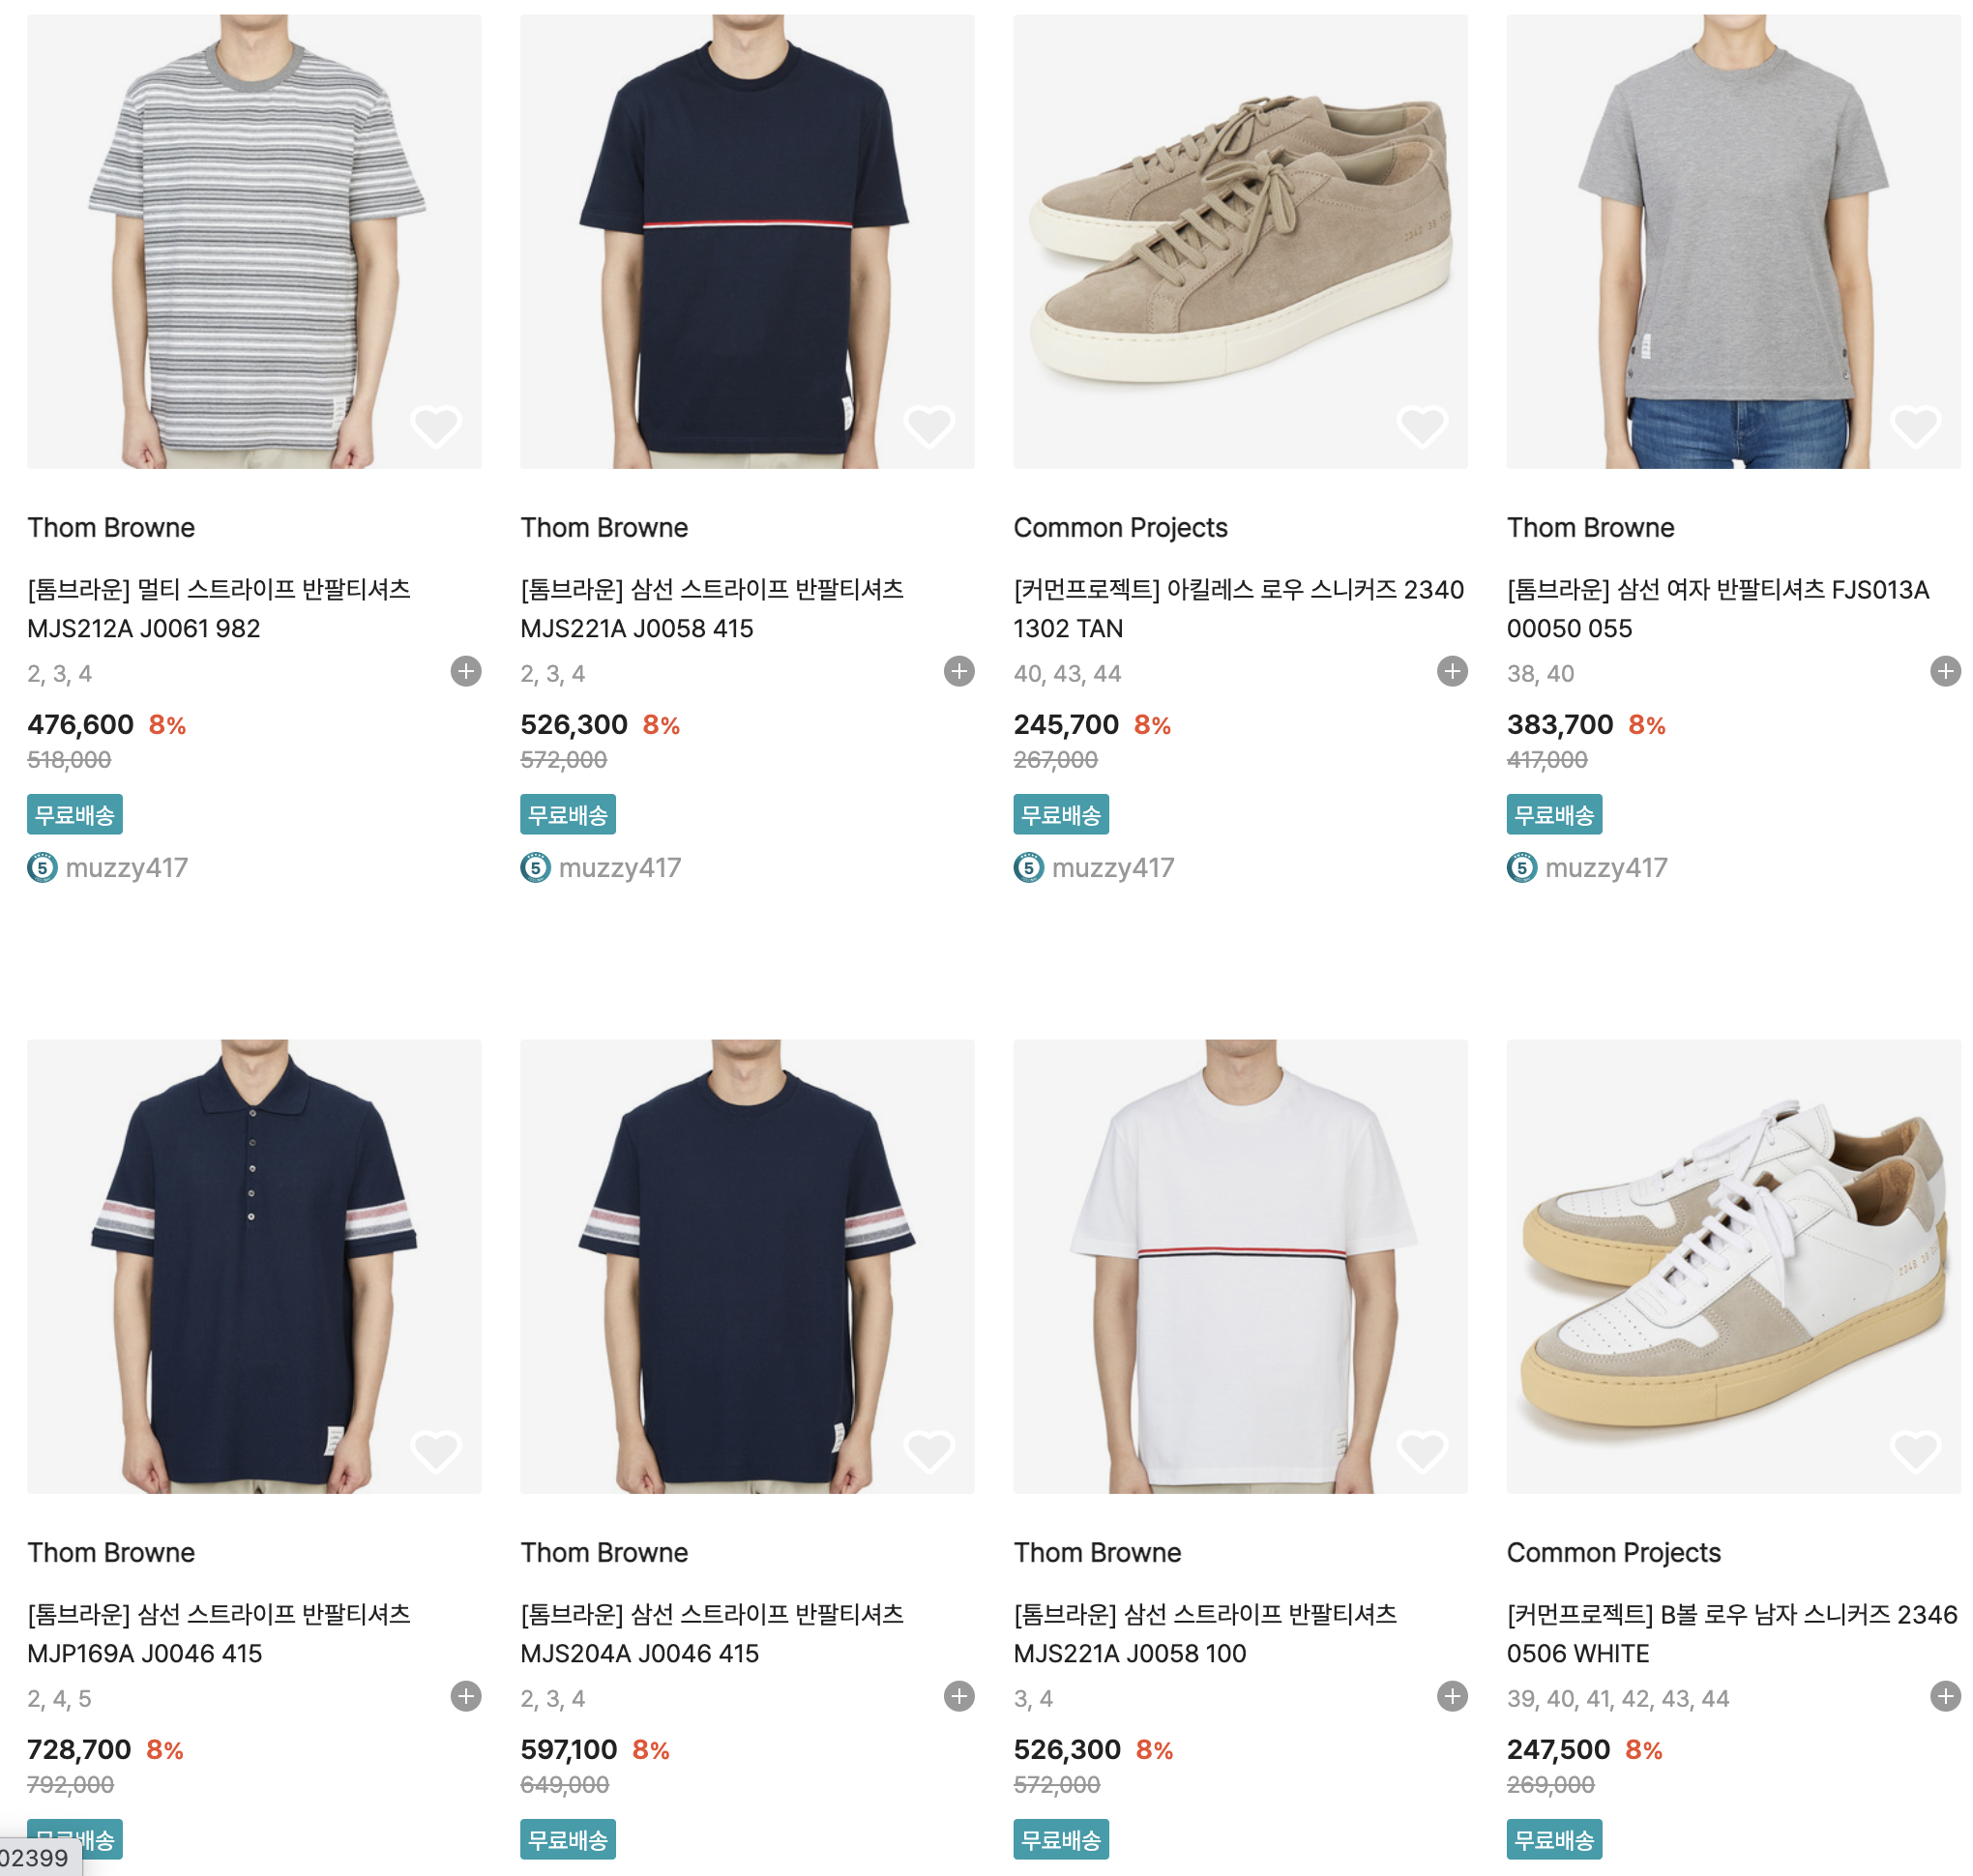 Thom Browne
[톰브라운] 멀티 스트라이프 반팔티셔츠
MJS212A J0061 982
2, 3, 4
476,600 8%
518,000
무료배송
5 muzzy417
Thom Browne
[톰브라운] 삼선 스트라이프 반팔티셔츠
MJS221A J0058 415
2, 3, 4
526,300 8%
572,000
무료배송
5 muzzy417
Common Projects
[커먼프로젝트] 아킬레스 로우 스니커즈 2340
1302 TAN
40, 43, 44
245,700 8%
267,000
무료배송
5 muzzy417
Thom Browne
[톰브라운] 삼선 여자 반팔티셔츠 FJS013A
00050 055
38, 40
383,700 8%
417,000
무료배송
5 muzzy417
Thom Browne
[톰브라운] 삼선 스트라이프 반팔티셔츠
MJP169A J0046 415
2, 4, 5
728,700 8%
792,000
무료배송
02399
Thom Browne
[톰브라운] 삼선 스트라이프 반팔티셔츠
MJS204A J0046 415
2, 3, 4
597,100 8%
649,000
무료배송
Thom Browne
[톰브라운] 삼선 스트라이프 반팔티셔츠
MJS221A J0058 100
3, 4
526,300 8%
572,000
무료배송
Common Projects
[커먼프로젝트] B볼 로우 남자 스니커즈 2346
0506 WHITE
39, 40, 41, 42, 43, 44
247,500 8%
269,000
무료배송